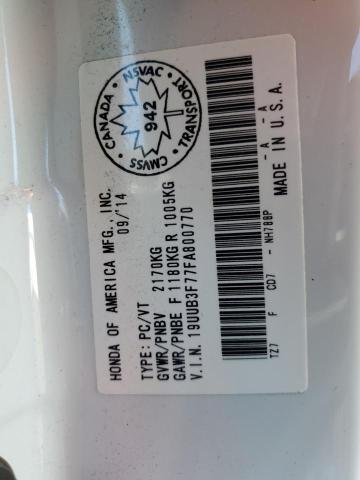 CANADA
NSVAC
TRANSPORT
CMVSS
942
HONDA OF AMERICA MFG., INC.
09/14
TYPE: PC/VT
GVWR/PNBV 2170KG
GAWR/PNBE F 1180KG R 1005KG
V.I.N. 19UUB3F77FA800770
TZ7 F CD7 - NH788P - A - A
MADE IN U.S.A.